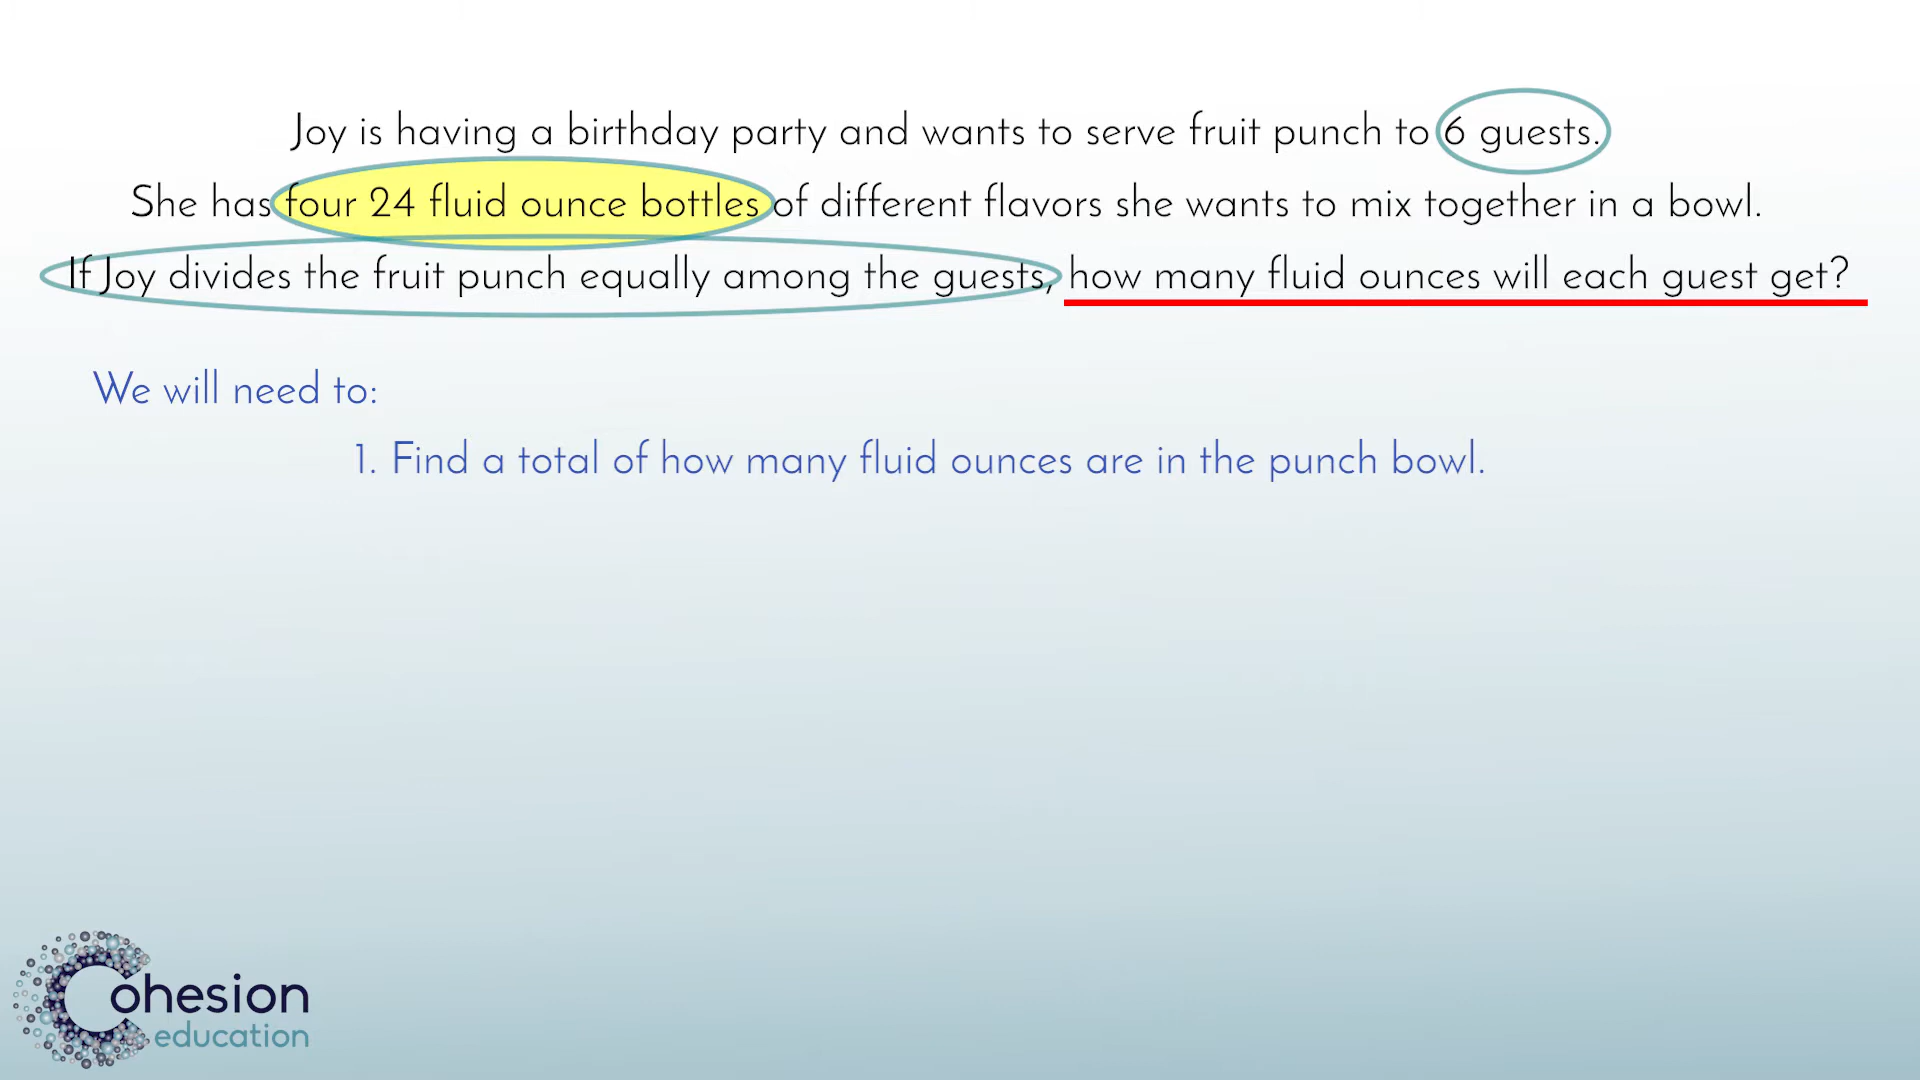 Joy is having a birthday party and wants to serve fruit punch to 6 guests.
She has four 24 fluid ounce bottles of different flavors she wants to mix together in a bowl.
If Joy divides the fruit punch equally among the guests, how many fluid ounces will each guest get?
We will need to:
1. Find a total of how many fluid ounces are in the punch bowl.
Cohesion
education